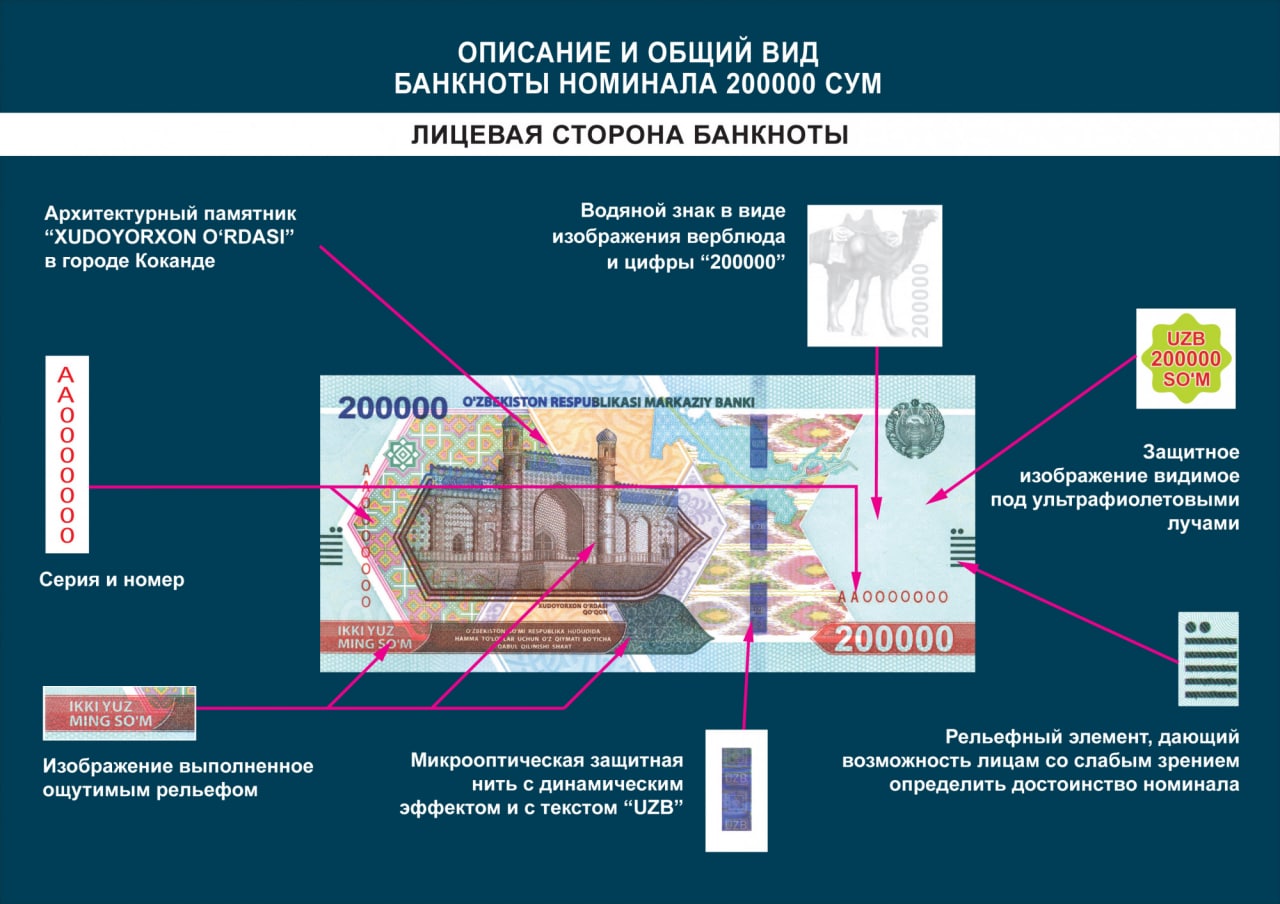 ОПИСАНИЕ И ОБЩИЙ ВИД
БАНКНОТЫ НОМИНАЛА 200000 СУМ
ЛИЦЕВАЯ СТОРОНА БАНКНОТЫ
Архитектурный памятник
“XUDOYORXON O‘RDASI”
в городе Коканде
Водяной знак в виде
изображения верблюда
и цифры “200000”
200000
UZB
200000
SO‘M
Защитное
изображение видимое
под ультрафиолетовыми
лучами
AA0000000
Серия и номер
200000
O‘ZBEKISTON RESPUBLIKASI MARKAZIY BANKI
AA0000000
AA0000000
XUDOYORXON O‘RDASI
QO‘QON
IKKI YUZ
MING SO‘M
O‘ZBEKISTON SO‘MI RESPUBLIKA HUDUDIDA
HAMMA TO‘LOVLAR UCHUN O‘Z QIYMATI BO‘YICHA
QABUL QILINISHI SHART
200000
IKKI YUZ
MING SO‘M
Изображение выполненное
ощутимым рельефом
Микрооптическая защитная
нить с динамическим
эффектом и с текстом “UZB”
UZB
UZB
Рельефный элемент, дающий
возможность лицам со слабым зрением
определить достоинство номинала